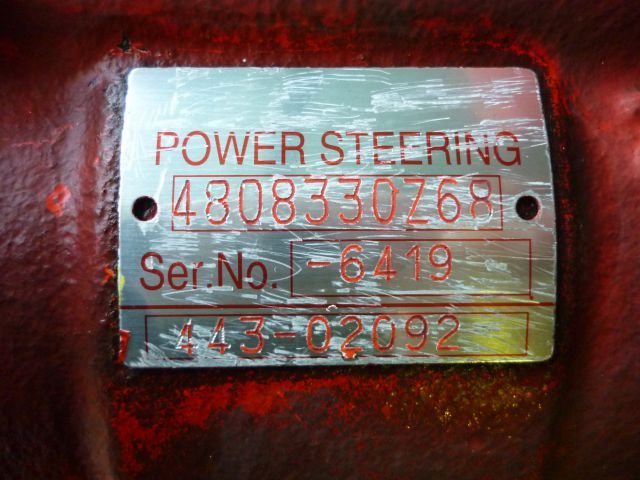 POWER STEERING
4808330Z68
Ser.No. -6419
443-02092